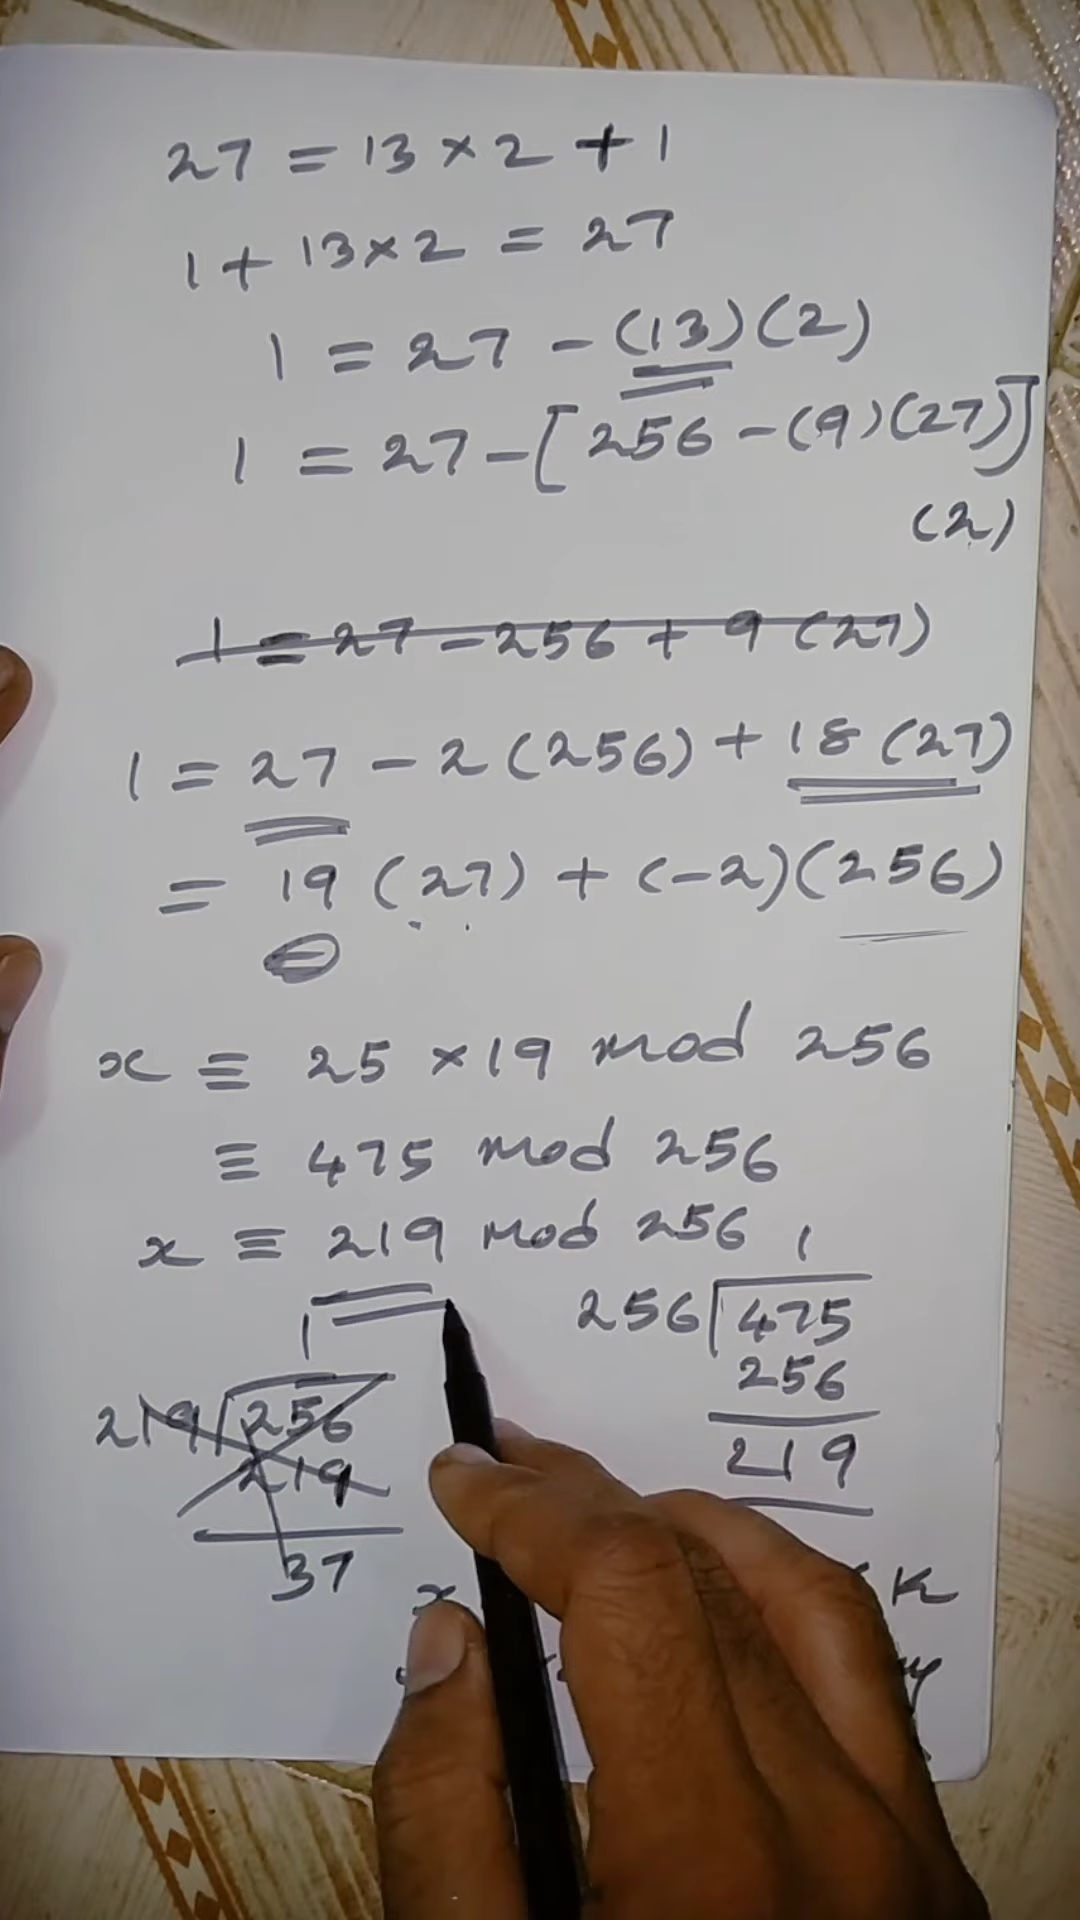 27 = 13 × 2 + 1
1 + 13 × 2 = 27
1 = 27 - (13)(2)
1 = 27 - [256 - (9)(27)]
(2)
1 = 27 - 256 + 9 (27)
1 = 27 - 2 (256) + 18 (27)
= 19 (27) + (-2)(256)
x ≡ 25 × 19 mod 256
≡ 475 mod 256
x ≡ 219 mod 256
1
256 475
256
219
1
219 256
219
37
x K
y